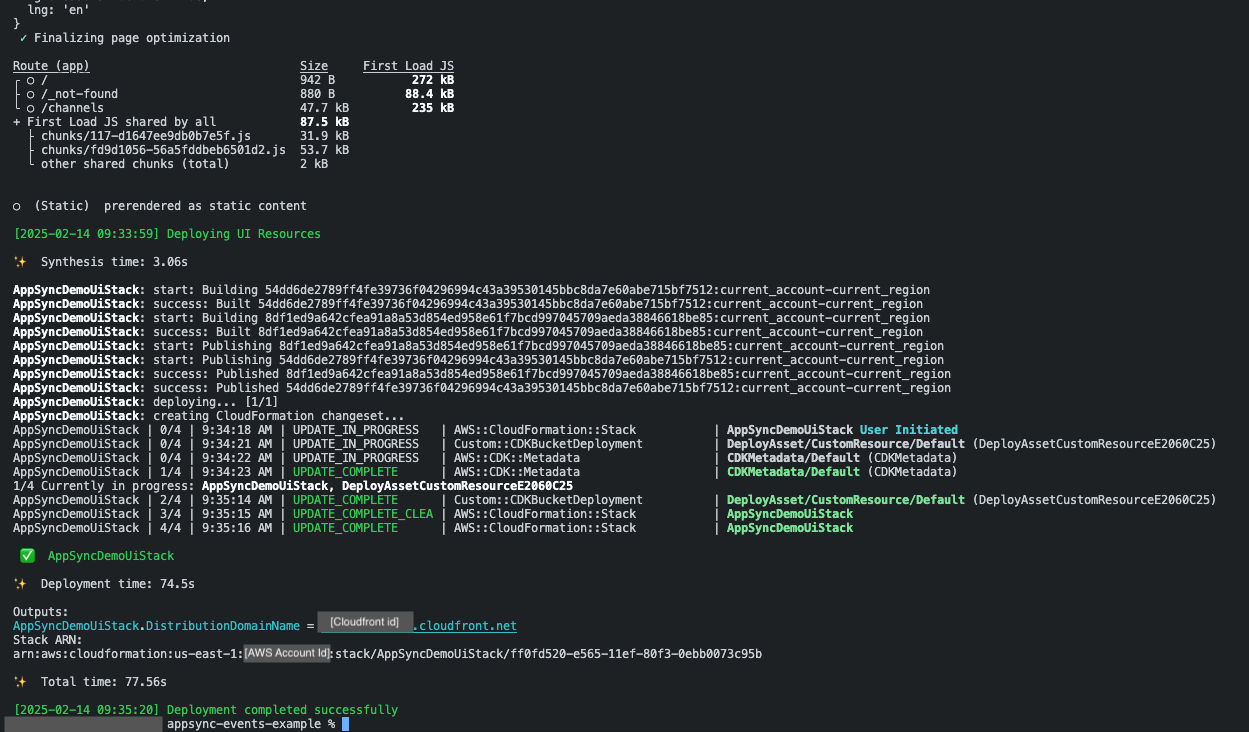 lng: 'en'
}
✓ Finalizing page optimization
Route (app) Size First Load JS
┌ ○ / 942 B 272 kB
├ ○ /_not-found 880 B 88.4 kB
└ ○ /channels 47.7 kB 235 kB
+ First Load JS shared by all 87.5 kB
├ chunks/117-d1647ee9db0b7e5f.js 31.9 kB
├ chunks/fd9d1056-56a5fddbeb6501d2.js 53.7 kB
└ other shared chunks (total) 2 kB
○ (Static) prerendered as static content
[2025-02-14 09:33:59] Deploying UI Resources
✨ Synthesis time: 3.06s
AppSyncDemoUiStack: start: Building 54dd6de2789ff4fe39736f04296994c43a39530145bbc8da7e60abe715bf7512:current_account-current_region
AppSyncDemoUiStack: success: Built 54dd6de2789ff4fe39736f04296994c43a39530145bbc8da7e60abe715bf7512:current_account-current_region
AppSyncDemoUiStack: start: Building 8df1ed9a642cfea91a8a53d854ed958e61f7bcd997045709aeda38846618be85:current_account-current_region
AppSyncDemoUiStack: success: Built 8df1ed9a642cfea91a8a53d854ed958e61f7bcd997045709aeda38846618be85:current_account-current_region
AppSyncDemoUiStack: start: Publishing 8df1ed9a642cfea91a8a53d854ed958e61f7bcd997045709aeda38846618be85:current_account-current_region
AppSyncDemoUiStack: start: Publishing 54dd6de2789ff4fe39736f04296994c43a39530145bbc8da7e60abe715bf7512:current_account-current_region
AppSyncDemoUiStack: success: Published 8df1ed9a642cfea91a8a53d854ed958e61f7bcd997045709aeda38846618be85:current_account-current_region
AppSyncDemoUiStack: success: Published 54dd6de2789ff4fe39736f04296994c43a39530145bbc8da7e60abe715bf7512:current_account-current_region
AppSyncDemoUiStack: deploying... [1/1]
AppSyncDemoUiStack: creating CloudFormation changeset...
AppSyncDemoUiStack | 0/4 | 9:34:18 AM | UPDATE_IN_PROGRESS | AWS::CloudFormation::Stack | AppSyncDemoUiStack User Initiated
AppSyncDemoUiStack | 0/4 | 9:34:21 AM | UPDATE_IN_PROGRESS | Custom::CDKBucketDeployment | DeployAsset/CustomResource/Default (DeployAssetCustomResourceE2060C25)
AppSyncDemoUiStack | 0/4 | 9:34:22 AM | UPDATE_IN_PROGRESS | AWS::CDK::Metadata | CDKMetadata/Default (CDKMetadata)
AppSyncDemoUiStack | 1/4 | 9:34:23 AM | UPDATE_COMPLETE | AWS::CDK::Metadata | CDKMetadata/Default (CDKMetadata)
1/4 Currently in progress: AppSyncDemoUiStack, DeployAssetCustomResourceE2060C25
AppSyncDemoUiStack | 2/4 | 9:35:14 AM | UPDATE_COMPLETE | Custom::CDKBucketDeployment | DeployAsset/CustomResource/Default (DeployAssetCustomResourceE2060C25)
AppSyncDemoUiStack | 3/4 | 9:35:15 AM | UPDATE_COMPLETE_CLEA | AWS::CloudFormation::Stack | AppSyncDemoUiStack
AppSyncDemoUiStack | 4/4 | 9:35:16 AM | UPDATE_COMPLETE | AWS::CloudFormation::Stack | AppSyncDemoUiStack
✅ AppSyncDemoUiStack
✨ Deployment time: 74.5s
Outputs:
AppSyncDemoUiStack.DistributionDomainName = [Cloudfront id].cloudfront.net
Stack ARN:
arn:aws:cloudformation:us-east-1:[AWS Account Id]:stack/AppSyncDemoUiStack/ff0fd520-e565-11ef-80f3-0ebb0073c95b
✨ Total time: 77.56s
[2025-02-14 09:35:20] Deployment completed successfully
appsync-events-example %